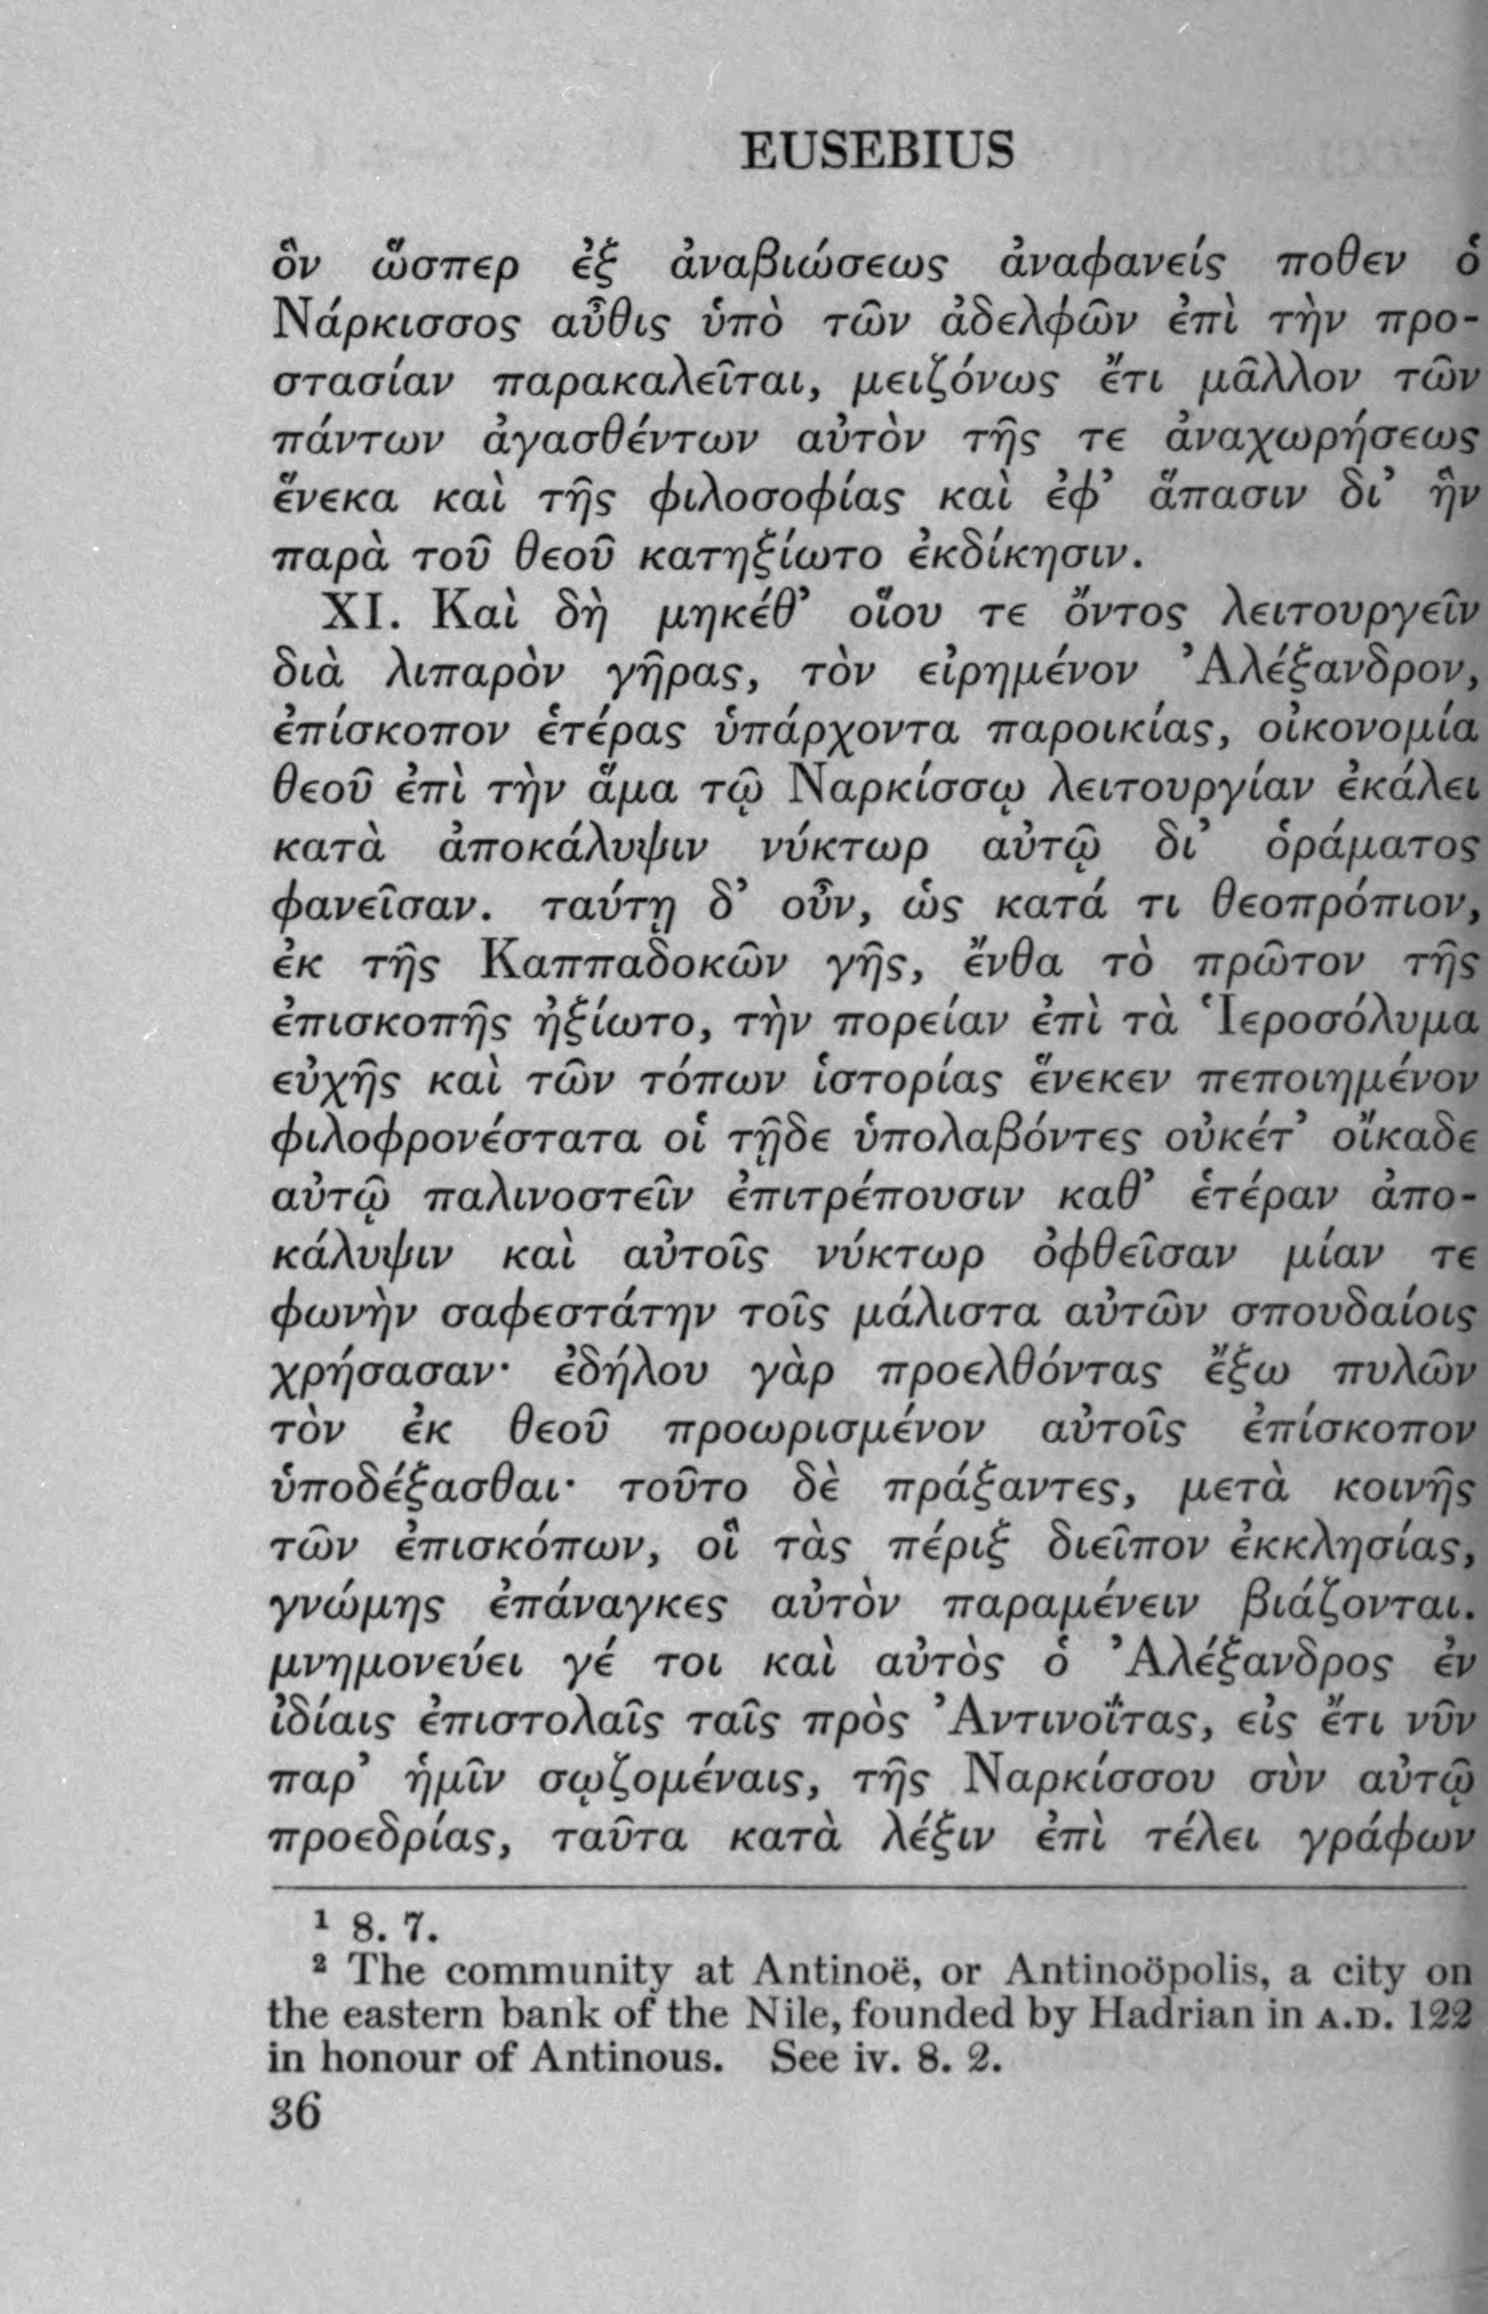 EUSEBIUS
ὃν ὥσπερ ἐξ ἀναβιώσεως ἀναφανείς ποθεν ὁ
Νάρκισσος αὖθις ὑπὸ τῶν ἀδελφῶν ἐπὶ τὴν προ-
στασίαν παρακαλεῖται, μειζόνως ἔτι μᾶλλον τῶν
πάντων ἀγασθέντων αὐτὸν τῆς τε ἀναχωρήσεως
ἕνεκα καὶ τῆς φιλοσοφίας καὶ ἐφ’ ἅπασιν δι’ ἣν
παρὰ τοῦ θεοῦ κατηξίωτο ἐκδίκησιν.
XI. Καὶ δὴ μηκέθ’ οἵου τε ὄντος λειτουργεῖν
διὰ λιπαρὸν γῆρας, τὸν εἰρημένον Ἀλέξανδρον,
ἐπίσκοπον ἑτέρας ὑπάρχοντα παροικίας, οἰκονομία
θεοῦ ἐπὶ τὴν ἅμα τῷ Ναρκίσσῳ λειτουργίαν ἐκάλει
κατὰ ἀποκάλυψιν νύκτωρ αὐτῷ δι’ ὁράματος
φανεῖσαν. ταύτῃ δ’ οὖν, ὡς κατά τι θεοπρόπιον,
ἐκ τῆς Καππαδοκῶν γῆς, ἔνθα τὸ πρῶτον τῆς
ἐπισκοπῆς ἠξίωτο, τὴν πορείαν ἐπὶ τὰ Ἱεροσόλυμα
εὐχῆς καὶ τῶν τόπων ἱστορίας ἕνεκεν πεποιημένον
φιλοφρονέστατα οἱ τῇδε ὑπολαβόντες οὐκέτ’ οἴκαδε
αὐτῷ παλινοστεῖν ἐπιτρέπουσιν καθ’ ἑτέραν ἀπο-
κάλυψιν καὶ αὐτοῖς νύκτωρ ὀφθεῖσαν μίαν τε
φωνὴν σαφεστάτην τοῖς μάλιστα αὐτῶν σπουδαίοις
χρήσασαν· ἐδήλου γὰρ προελθόντας ἔξω πυλῶν
τὸν ἐκ θεοῦ προωρισμένον αὐτοῖς ἐπίσκοπον
ὑποδέξασθαι· τοῦτο δὲ πράξαντες, μετὰ κοινῆς
τῶν ἐπισκόπων, οἳ τὰς πέριξ διεῖπον ἐκκλησίας,
γνώμης ἐπάναγκες αὐτὸν παραμένειν βιάζονται.
μνημονεύει γέ τοι καὶ αὐτὸς ὁ Ἀλέξανδρος ἐν
ἰδίαις ἐπιστολαῖς ταῖς πρὸς Ἀντινοΐτας, εἰς ἔτι νῦν
παρ’ ἡμῖν σῳζομέναις, τῆς Ναρκίσσου σὺν αὐτῷ
προεδρίας, ταῦτα κατὰ λέξιν ἐπὶ τέλει γράφων
¹ 8. 7.
² The community at Antinoë, or Antinoöpolis, a city on
the eastern bank of the Nile, founded by Hadrian in A.D. 122
in honour of Antinous. See iv. 8. 2.
36